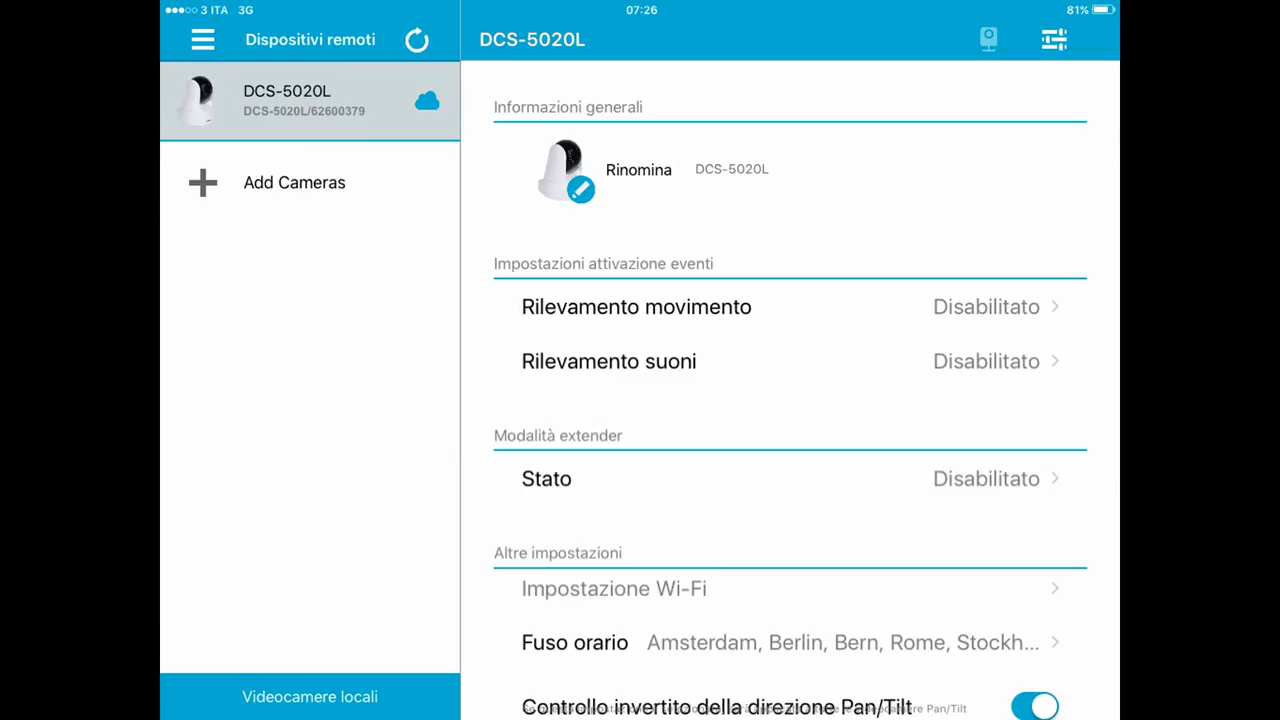 3 ITA 3G 07:26 81%
Dispositivi remoti
DCS-5020L
DCS-5020L
DCS-5020L/62600379
Add Cameras
Videocamere locali
Informazioni generali
Rinomina DCS-5020L
Impostazioni attivazione eventi
Rilevamento movimento Disabilitato
Rilevamento suoni Disabilitato
Modalità extender
Stato Disabilitato
Altre impostazioni
Impostazione Wi-Fi
Fuso orario Amsterdam, Berlin, Bern, Rome, Stockh...
Controllo invertito della direzione Pan/Tilt